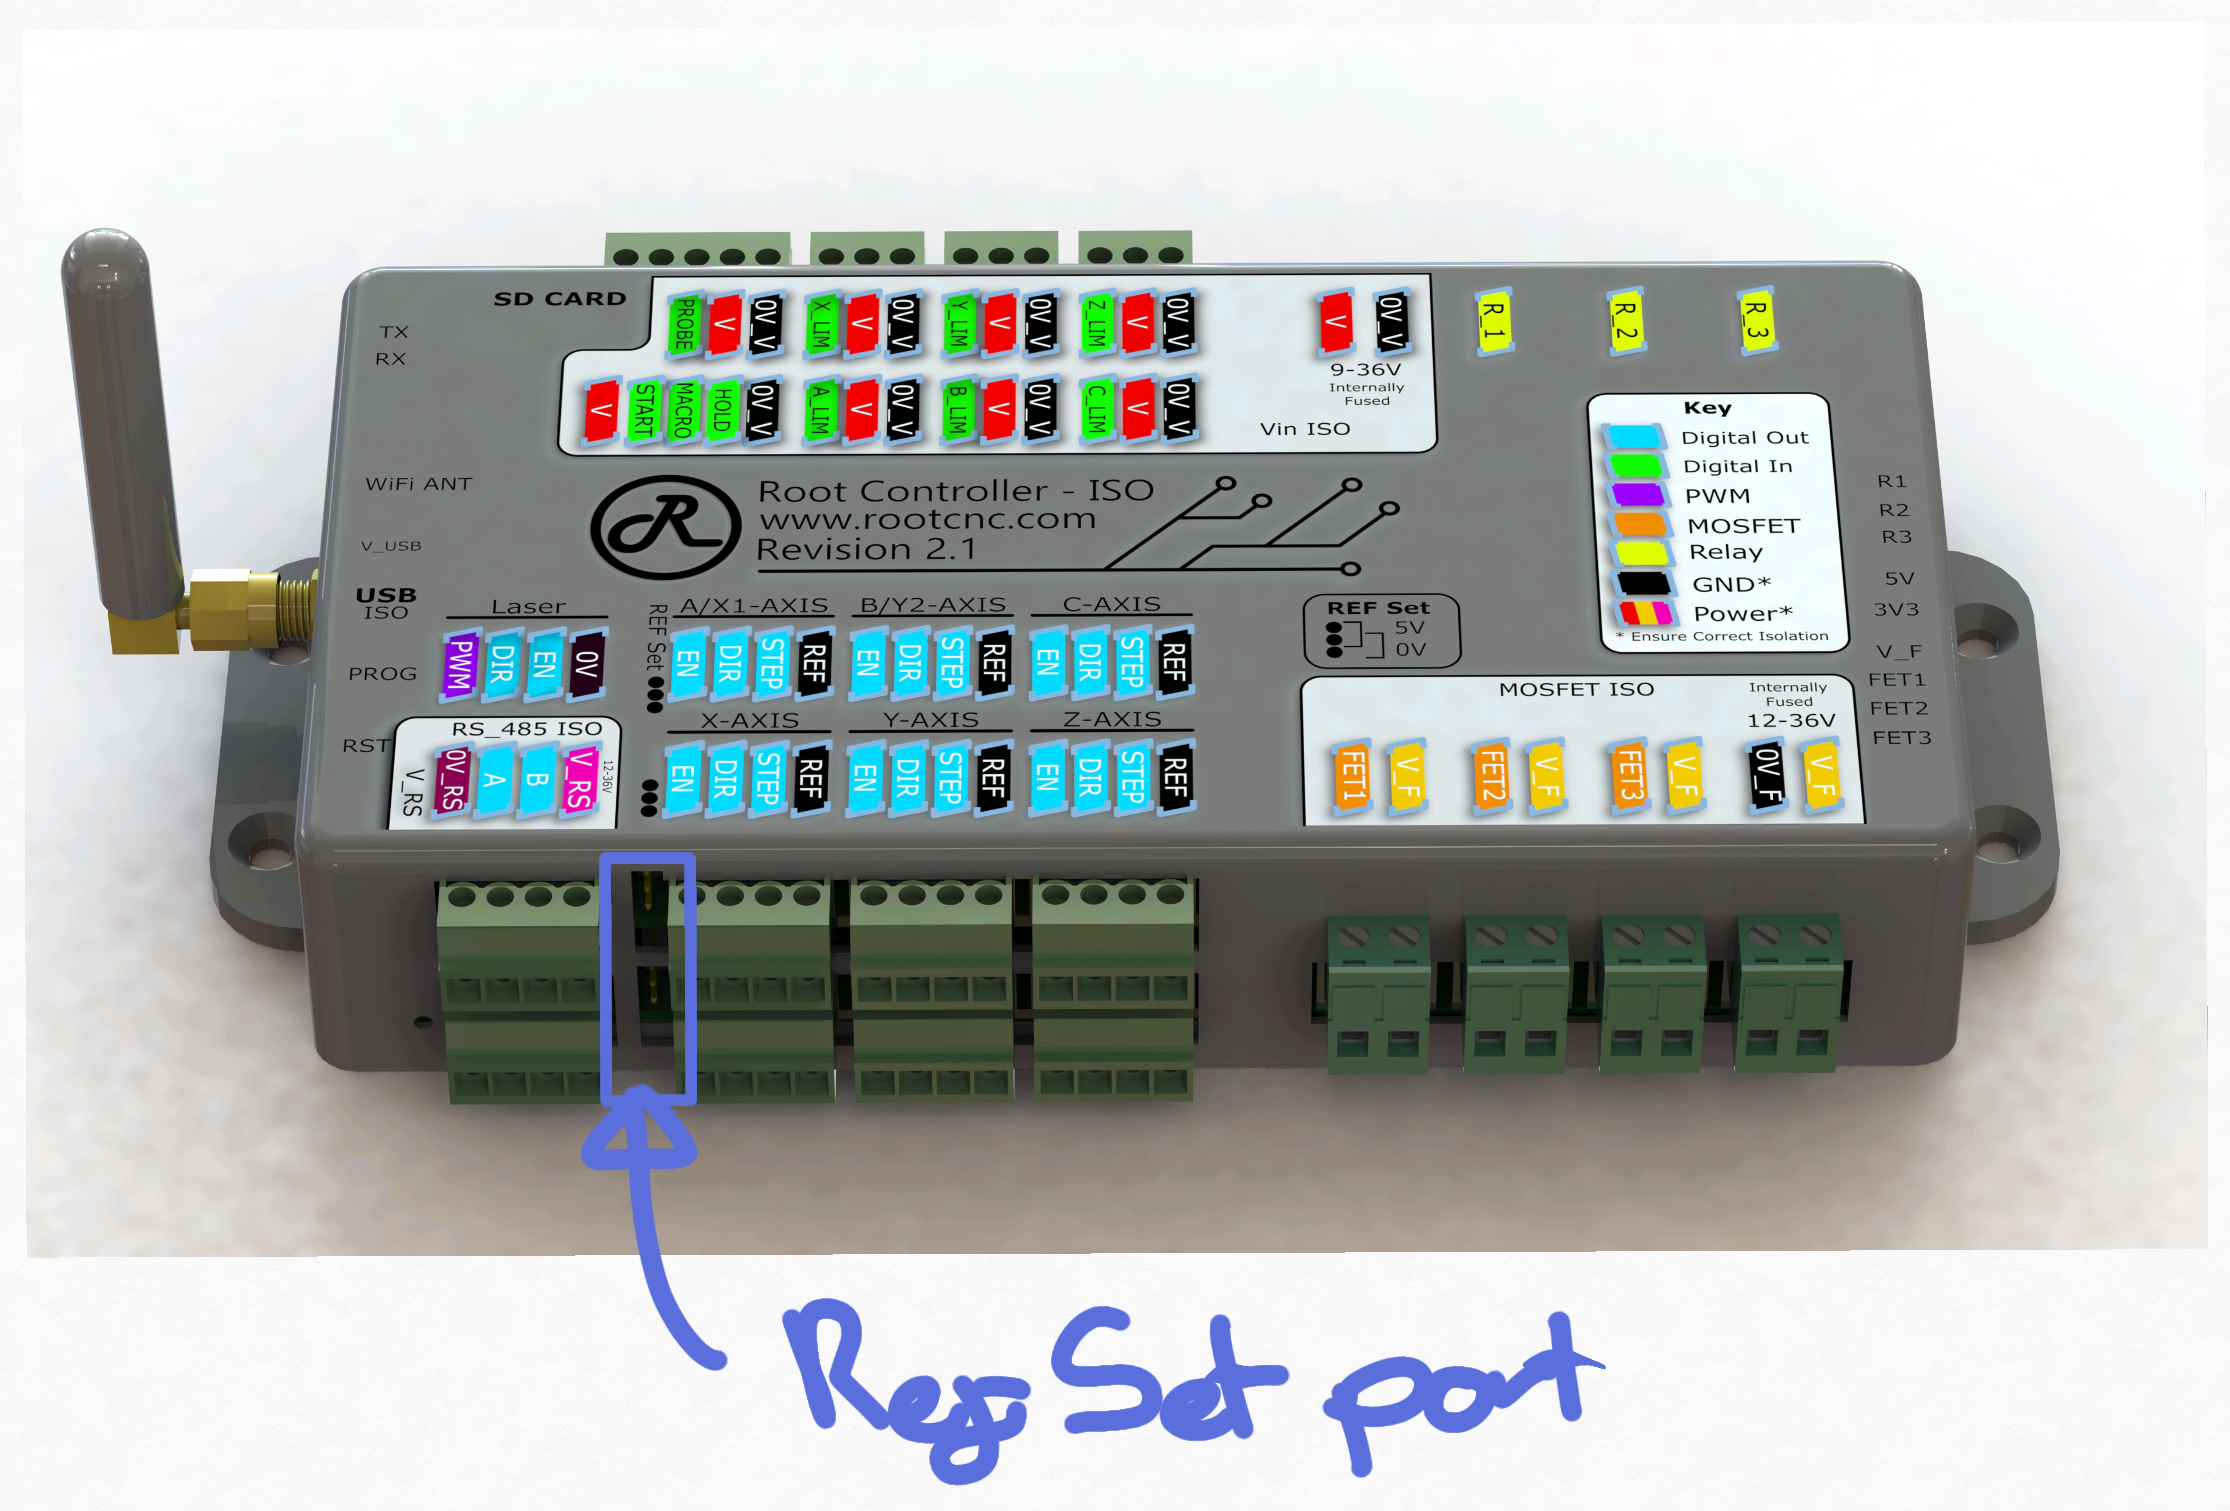 SD CARD
TX
RX
PROBE V 0V_V X_LIM V 0V_V Y_LIM V 0V_V Z_LIM V 0V_V
V 0V_V
R_1 R_2 R_3
9-36V
Internally
Fused
V START MACRO HOLD 0V_V A_LIM V 0V_V B_LIM V 0V_V C_LIM V 0V_V
Vin ISO
Key
Digital Out
Digital In
PWM
MOSFET
Relay
GND*
Power*
* Ensure Correct Isolation
WiFi ANT
V_USB
USB
ISO
PROG
RST
R
Root Controller - ISO
www.rootcnc.com
Revision 2.1
R1
R2
R3
5V
3V3
V_F
FET1
FET2
FET3
Laser
PWM DIR EN 0V
REF Set
A/X1-AXIS B/Y2-AXIS C-AXIS
EN DIR STEP REF EN DIR STEP REF EN DIR STEP REF
REF Set
5V
0V
RS_485 ISO
V_RS
0V_RS A B V_RS
12-36V
X-AXIS Y-AXIS Z-AXIS
EN DIR STEP REF EN DIR STEP REF EN DIR STEP REF
MOSFET ISO
Internally
Fused
12-36V
FET1 V_F FET2 V_F FET3 V_F 0V_F V_F
Set port